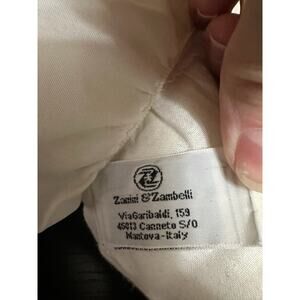 Zanini & Zambelli
Via Garibaldi, 159
46013 Canneto S/O
Mantova-Italy